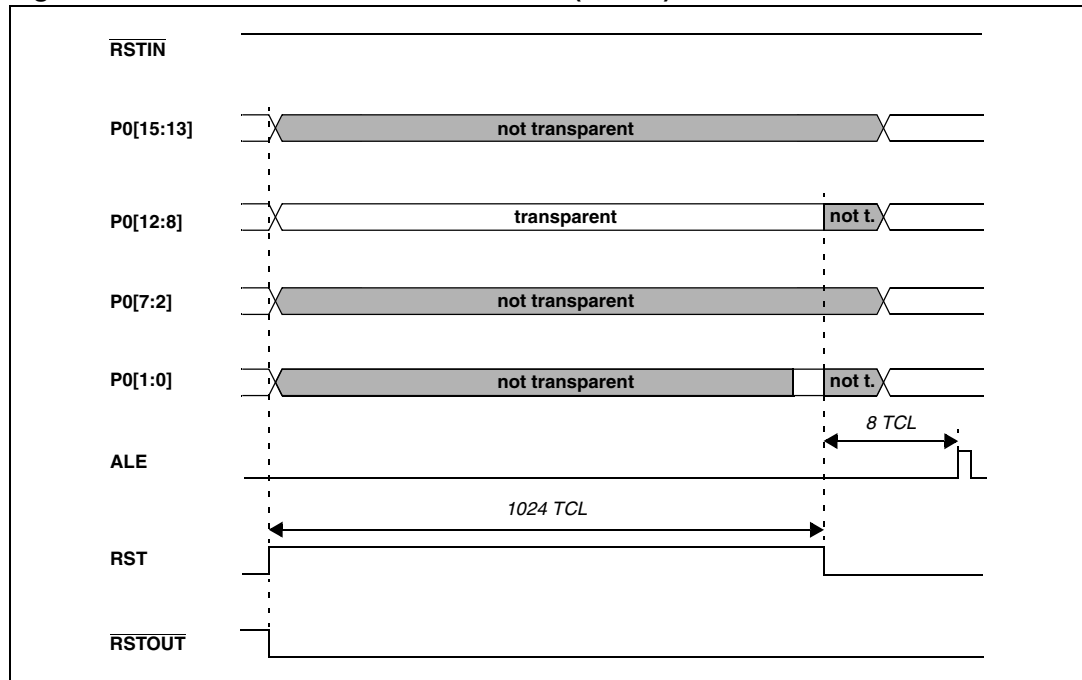 RSTIN
P0[15:13]
not transparent
P0[12:8]
transparent
not t.
P0[7:2]
not transparent
P0[1:0]
not transparent
not t.
8 TCL
ALE
1024 TCL
RST
RSTOUT